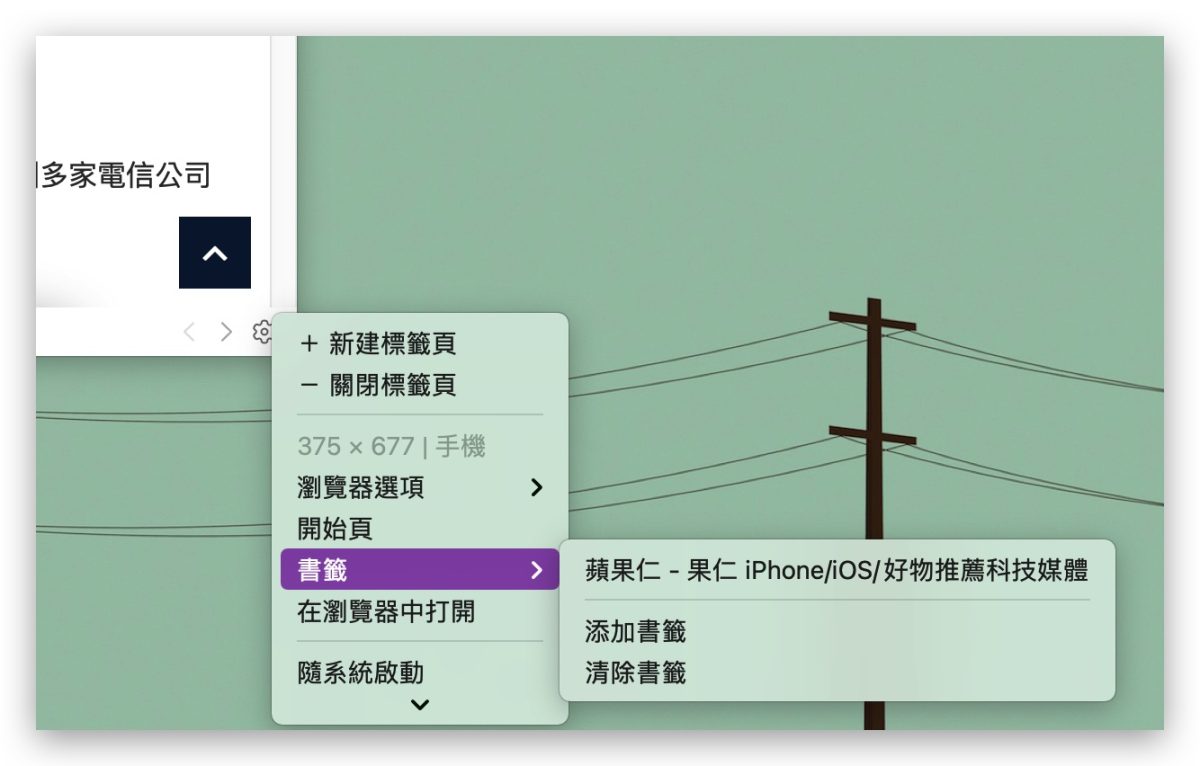 多家電信公司
+ 新建標籤頁
− 關閉標籤頁
375 × 677 | 手機
瀏覽器選項
開始頁
書籤
在瀏覽器中打開
隨系統啟動
蘋果仁 - 果仁 iPhone/iOS/好物推薦科技媒體
添加書籤
清除書籤